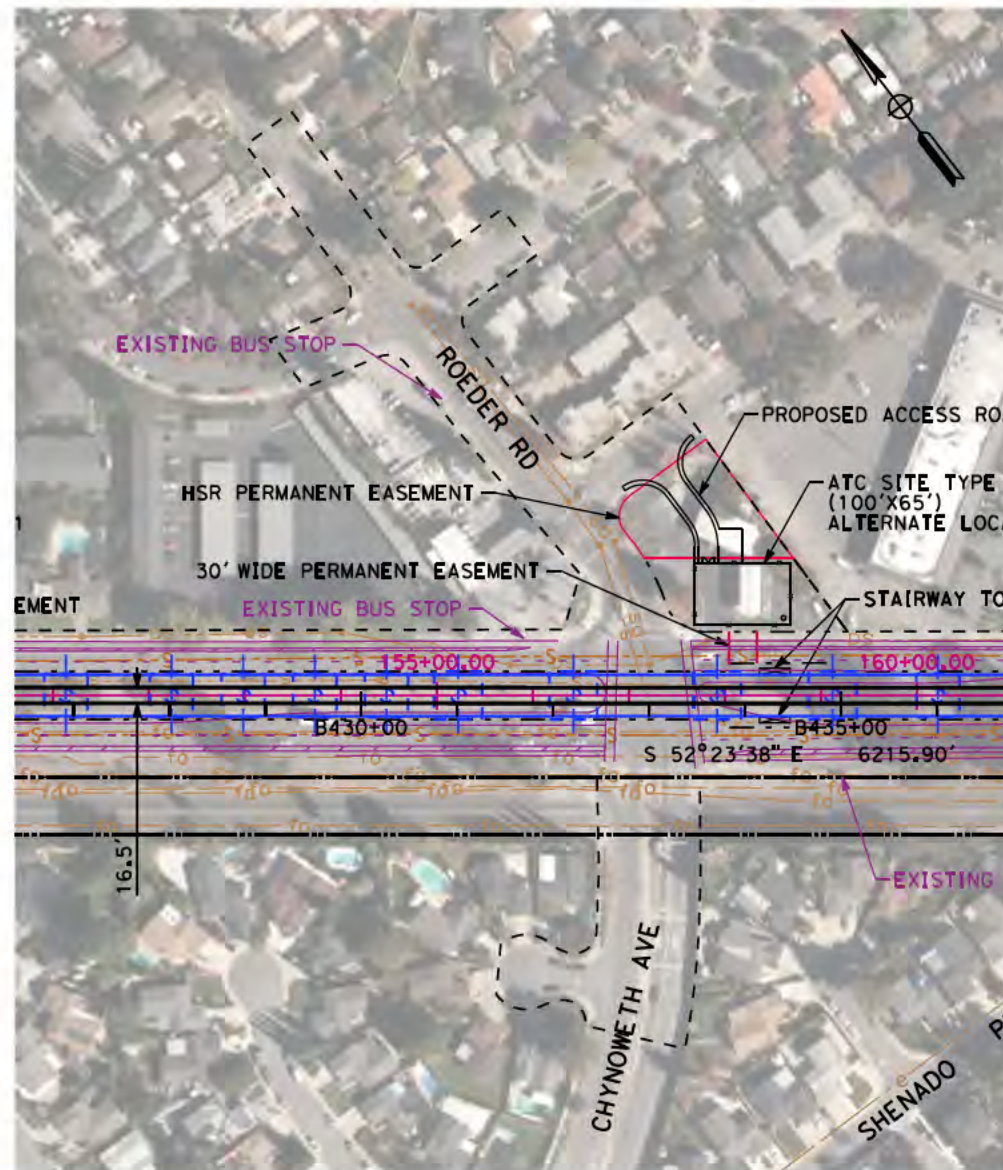 EXISTING BUS STOP
ROEDER RD
PROPOSED ACCESS RO
HSR PERMANENT EASEMENT
ATC SITE TYPE
(100'X65')
ALTERNATE LOC
30' WIDE PERMANENT EASEMENT
EMENT
EXISTING BUS STOP
STAIRWAY TO
155+00.00
160+00.00
B430+00
B435+00
S 52°23'38" E 6215.90'
16.5'
EXISTING
CHYNOWETH AVE
SHENADO